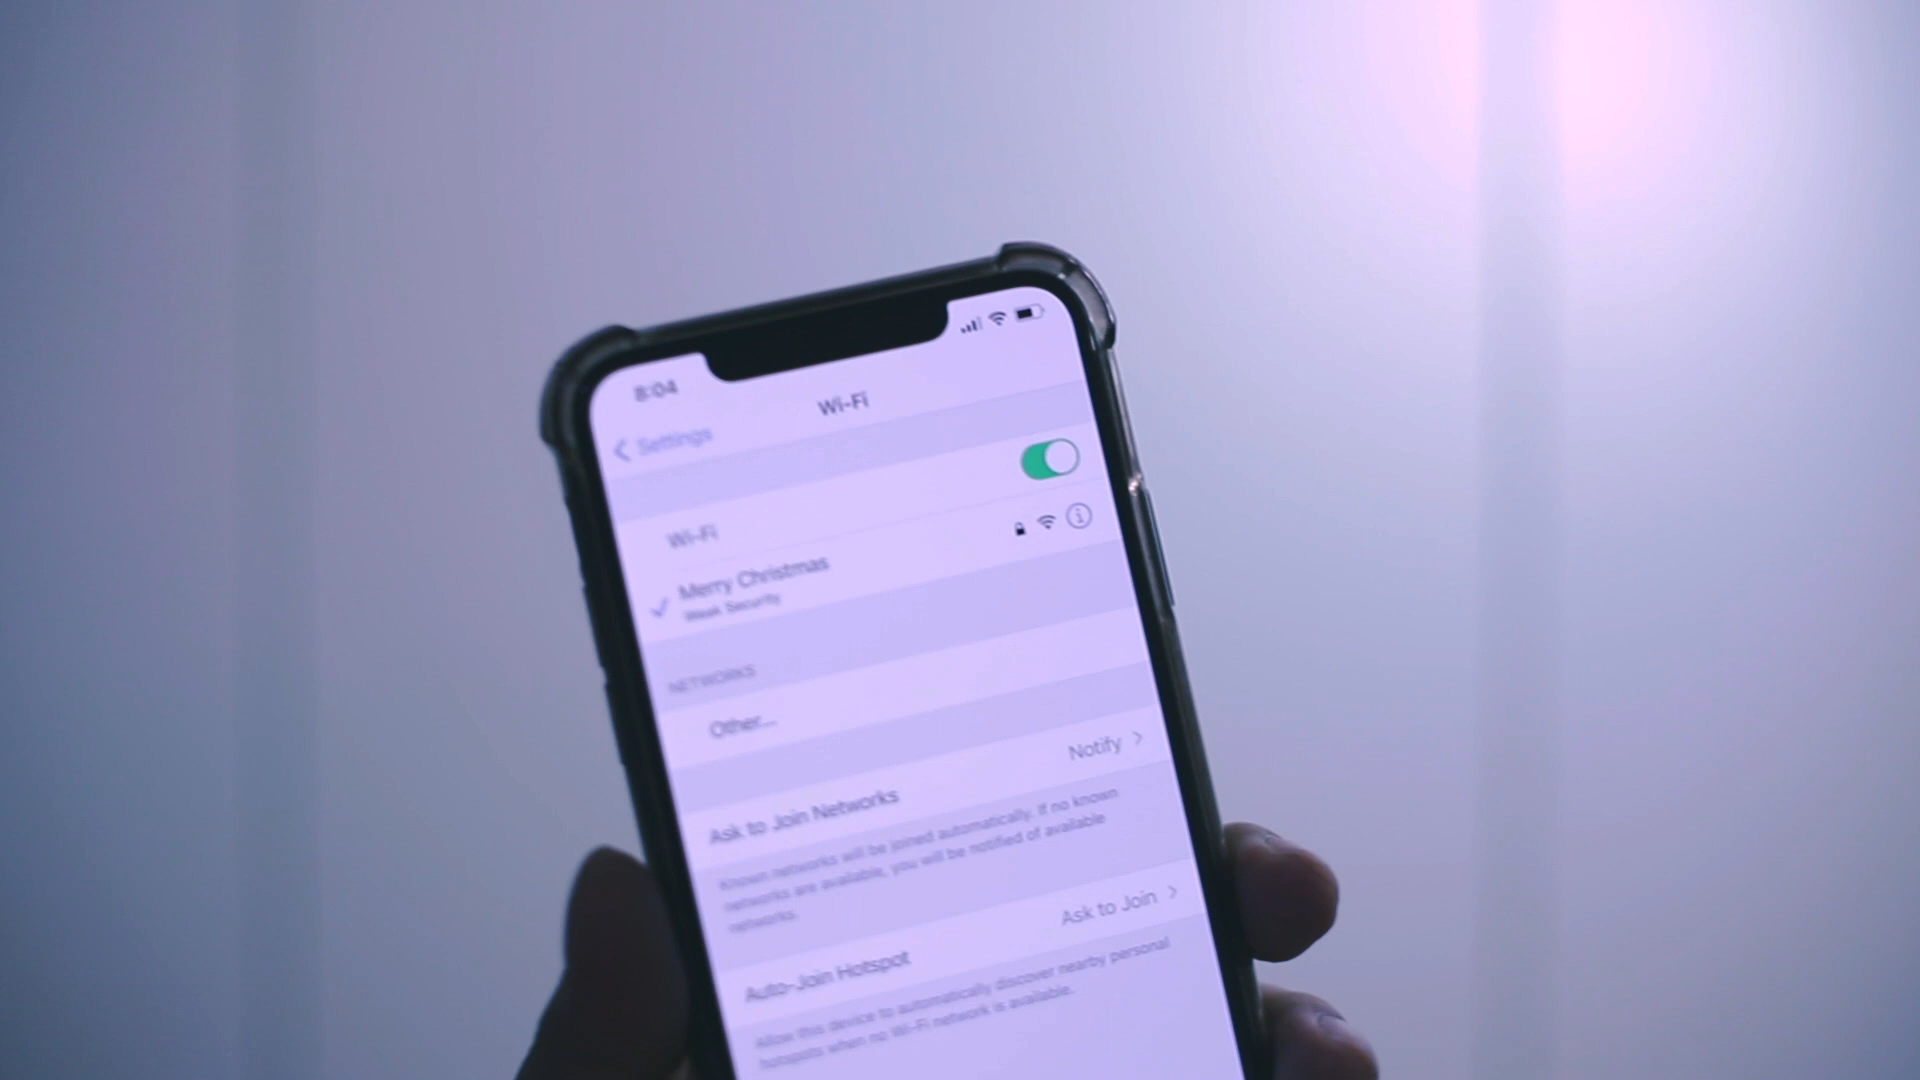 8:04
Settings
Wi-Fi
Wi-Fi
Merry Christmas
Weak Security
NETWORKS
Other...
Ask to Join Networks
Notify
Known networks will be joined automatically. If no known
networks are available, you will be notified of available
networks.
Auto-Join Hotspot
Ask to Join
Allow this device to automatically discover nearby personal
hotspots when no Wi-Fi network is available.